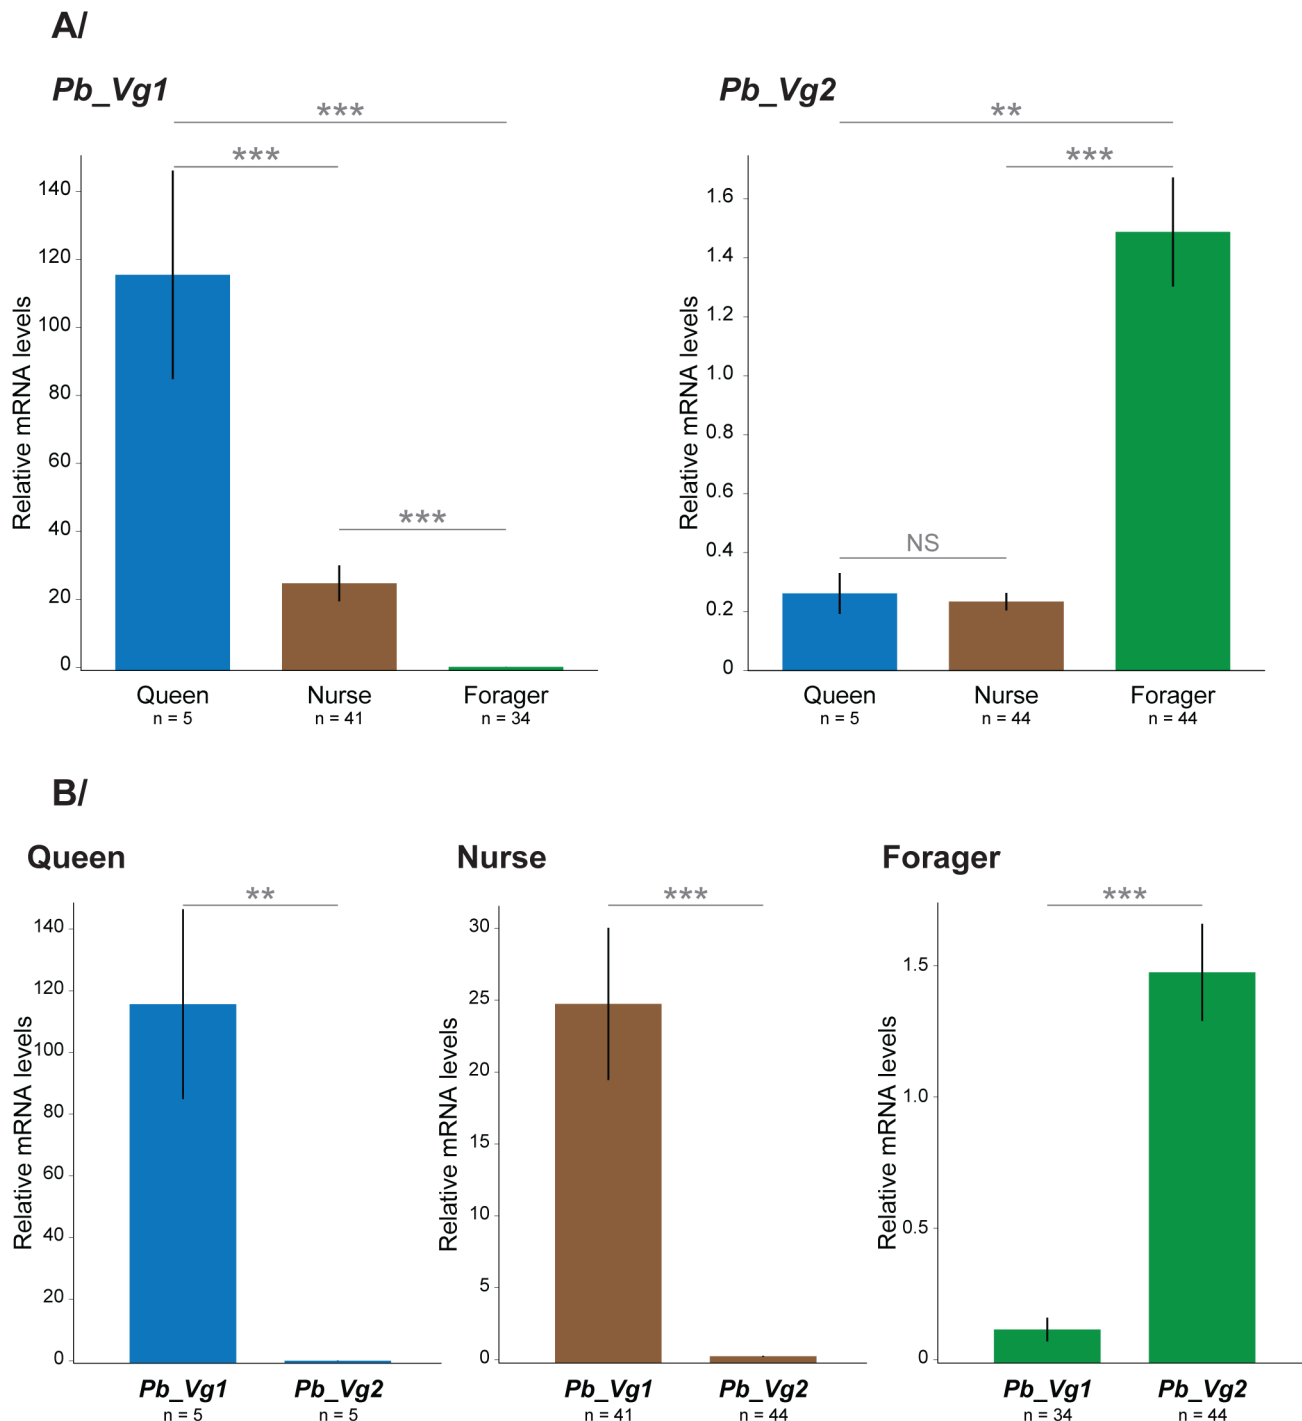 A/
Pb_Vg1
Pb_Vg2
***
***
***
Relative mRNA levels
140
120
100
80
60
40
20
0
Queen
Nurse
Forager
n = 5
n = 41
n = 34
**
***
NS
Relative mRNA levels
1.6
1.4
1.2
1.0
0.8
0.6
0.4
0.2
0
Queen
Nurse
Forager
n = 5
n = 44
n = 44
B/
Queen
**
Relative mRNA levels
140
120
100
80
60
40
20
0
Pb_Vg1
Pb_Vg2
n = 5
n = 5
Nurse
***
Relative mRNA levels
30
25
20
15
10
5
0
Pb_Vg1
Pb_Vg2
n = 41
n = 44
Forager
***
Relative mRNA levels
1.5
1.0
0.5
0
Pb_Vg1
Pb_Vg2
n = 34
n = 44